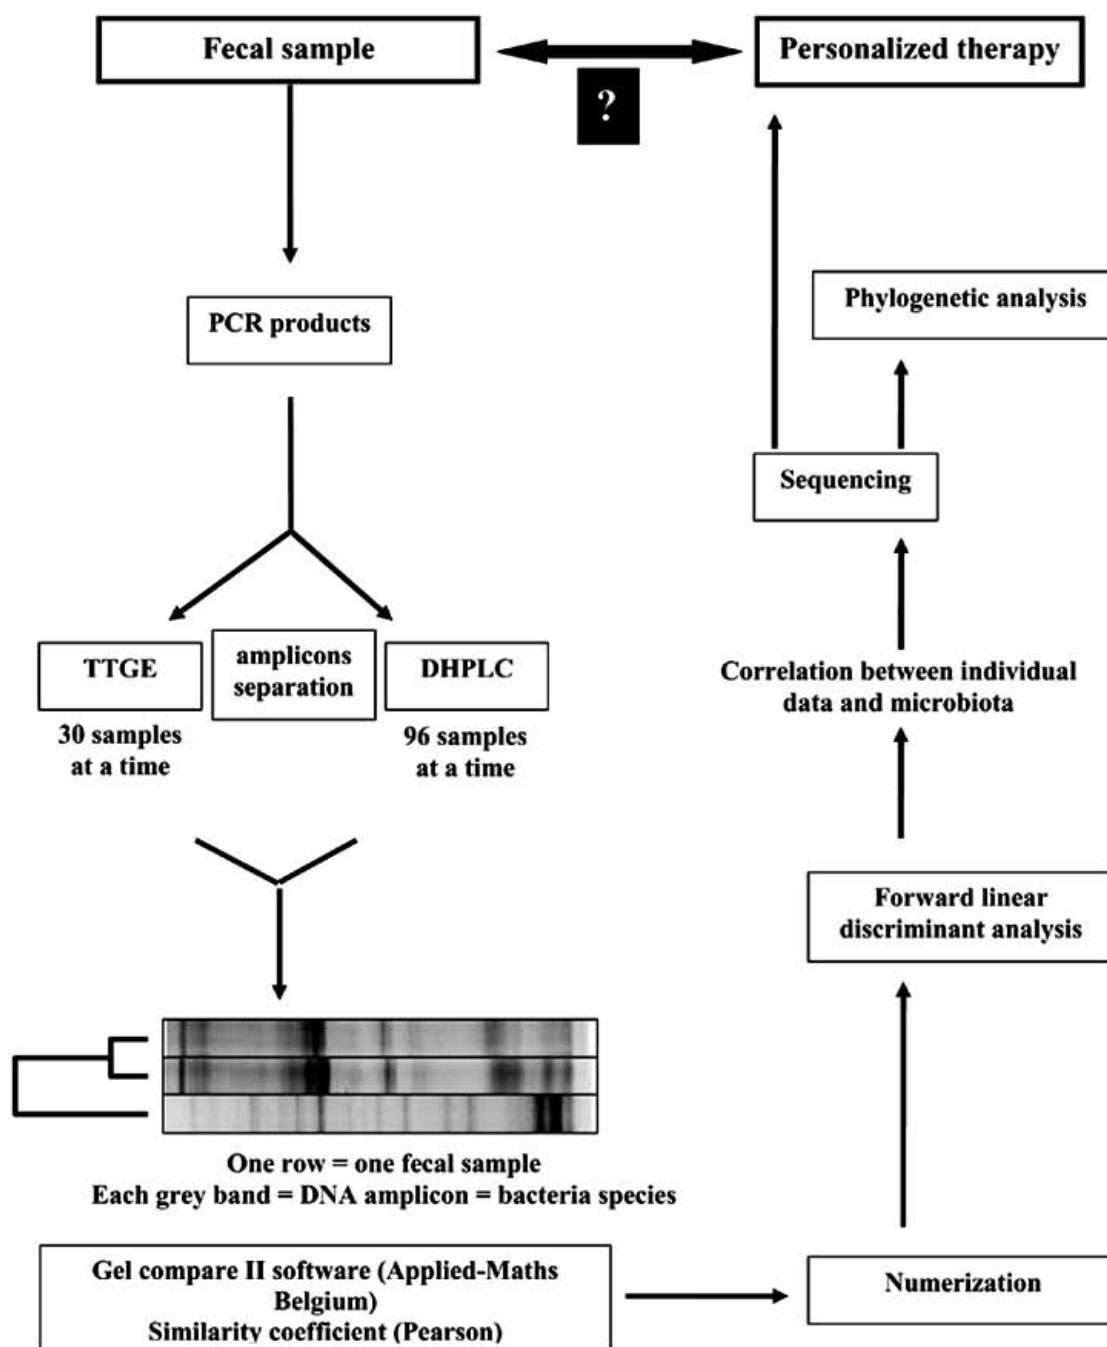 Fecal sample
Personalized therapy
?
PCR products
Phylogenetic analysis
Sequencing
TTGE
amplicons
separation
DHPLC
30 samples
at a time
96 samples
at a time
Correlation between individual
data and microbiota
Forward linear
discriminant analysis
One row = one fecal sample
Each grey band = DNA amplicon = bacteria species
Gel compare II software (Applied-Maths
Belgium)
Similarity coefficient (Pearson)
Numerization